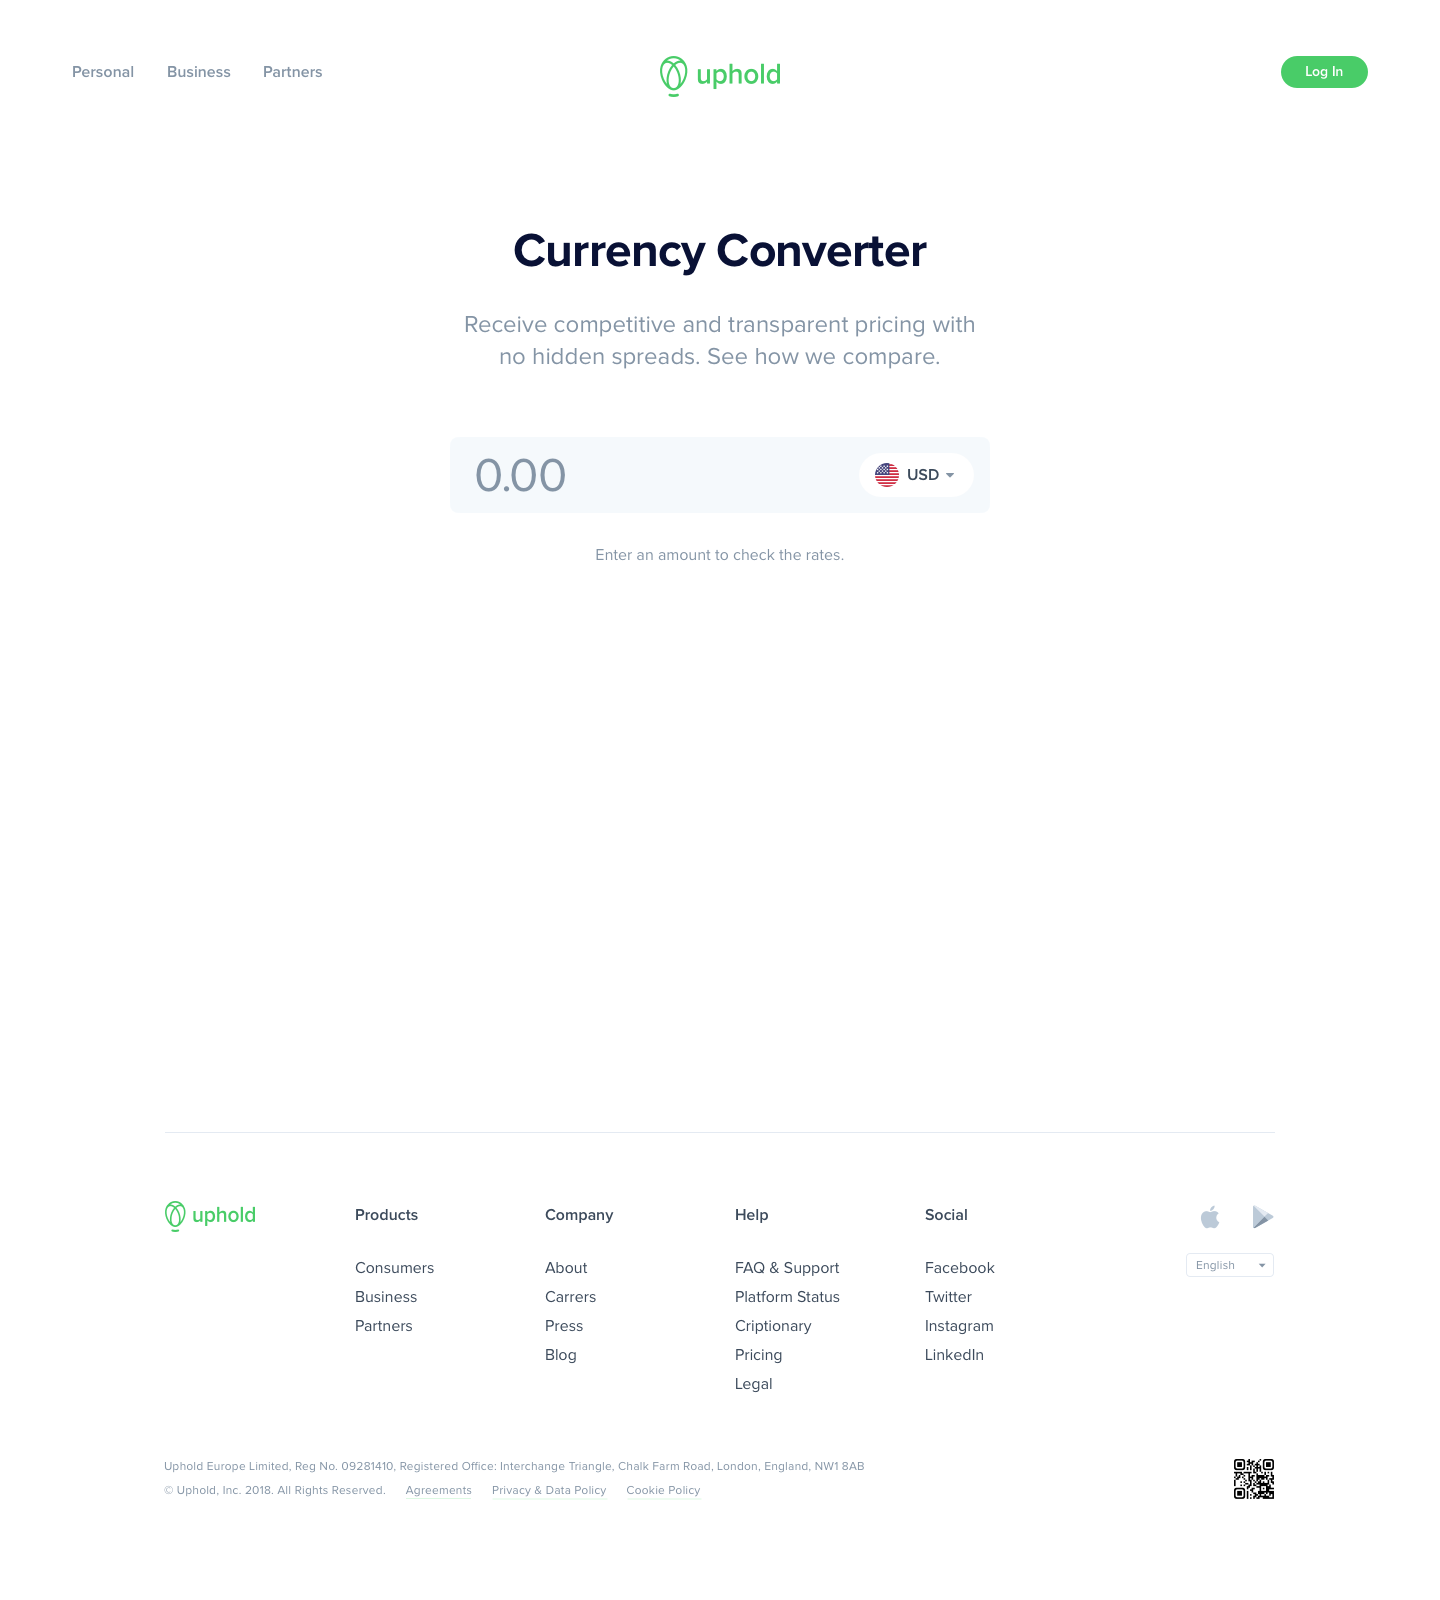 Personal Business Partners uphold Log In
Currency Converter
Receive competitive and transparent pricing with
no hidden spreads. See how we compare.
0.00 USD
Enter an amount to check the rates.
uphold
Products
Consumers
Business
Partners
Company
About
Carrers
Press
Blog
Help
FAQ & Support
Platform Status
Criptionary
Pricing
Legal
Social
Facebook
Twitter
Instagram
LinkedIn
English
Uphold Europe Limited, Reg No. 09281410, Registered Office: Interchange Triangle, Chalk Farm Road, London, England, NW1 8AB
© Uphold, Inc. 2018. All Rights Reserved. Agreements Privacy & Data Policy Cookie Policy